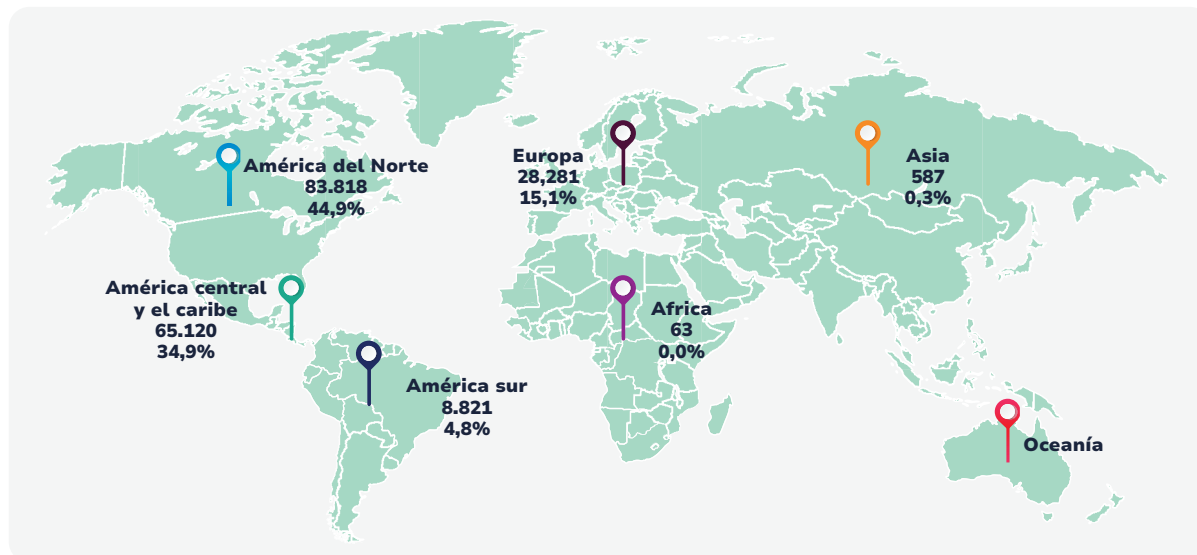 América del Norte
83.818
44,9%
Europa
28,281
15,1%
Asia
587
0,3%
América central
y el caribe
65.120
34,9%
Africa
63
0,0%
América sur
8.821
4,8%
Oceanía